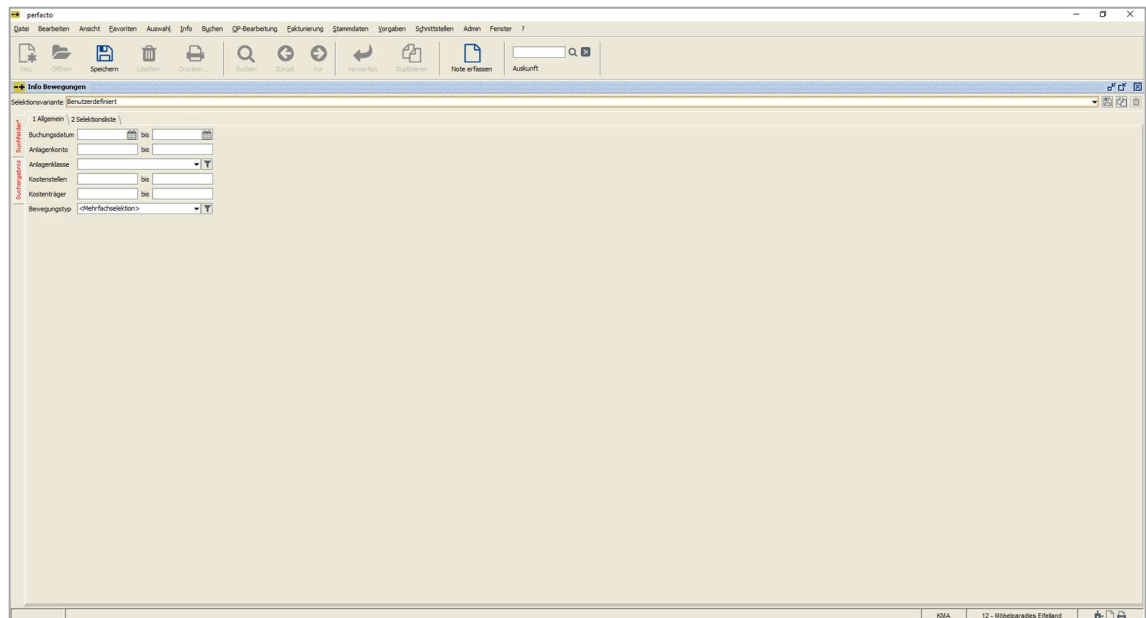 perfacto
Datei Bearbeiten Ansicht Favoriten Auswahl Info Buchen OP-Bearbeitung Fakturierung Stammdaten Vorgaben Schnittstellen Admin Fenster ?
Neu Öffnen Speichern Löschen Drucken ... Suchen Zurück Vor Verwerfen Duplizieren Note erfassen Auskunft
Info Bewegungen
Selektionsvariante Benutzerdefiniert
1 Allgemein 2 Selektionsliste
Suchfelder*
Suchergebnis
Buchungsdatum bis
Anlagenkonto bis
Anlagenklasse
Kostenstellen bis
Kostenträger bis
Bewegungstyp <Mehrfachselektion>
KMA 12 - Möbelparadies Eifelland